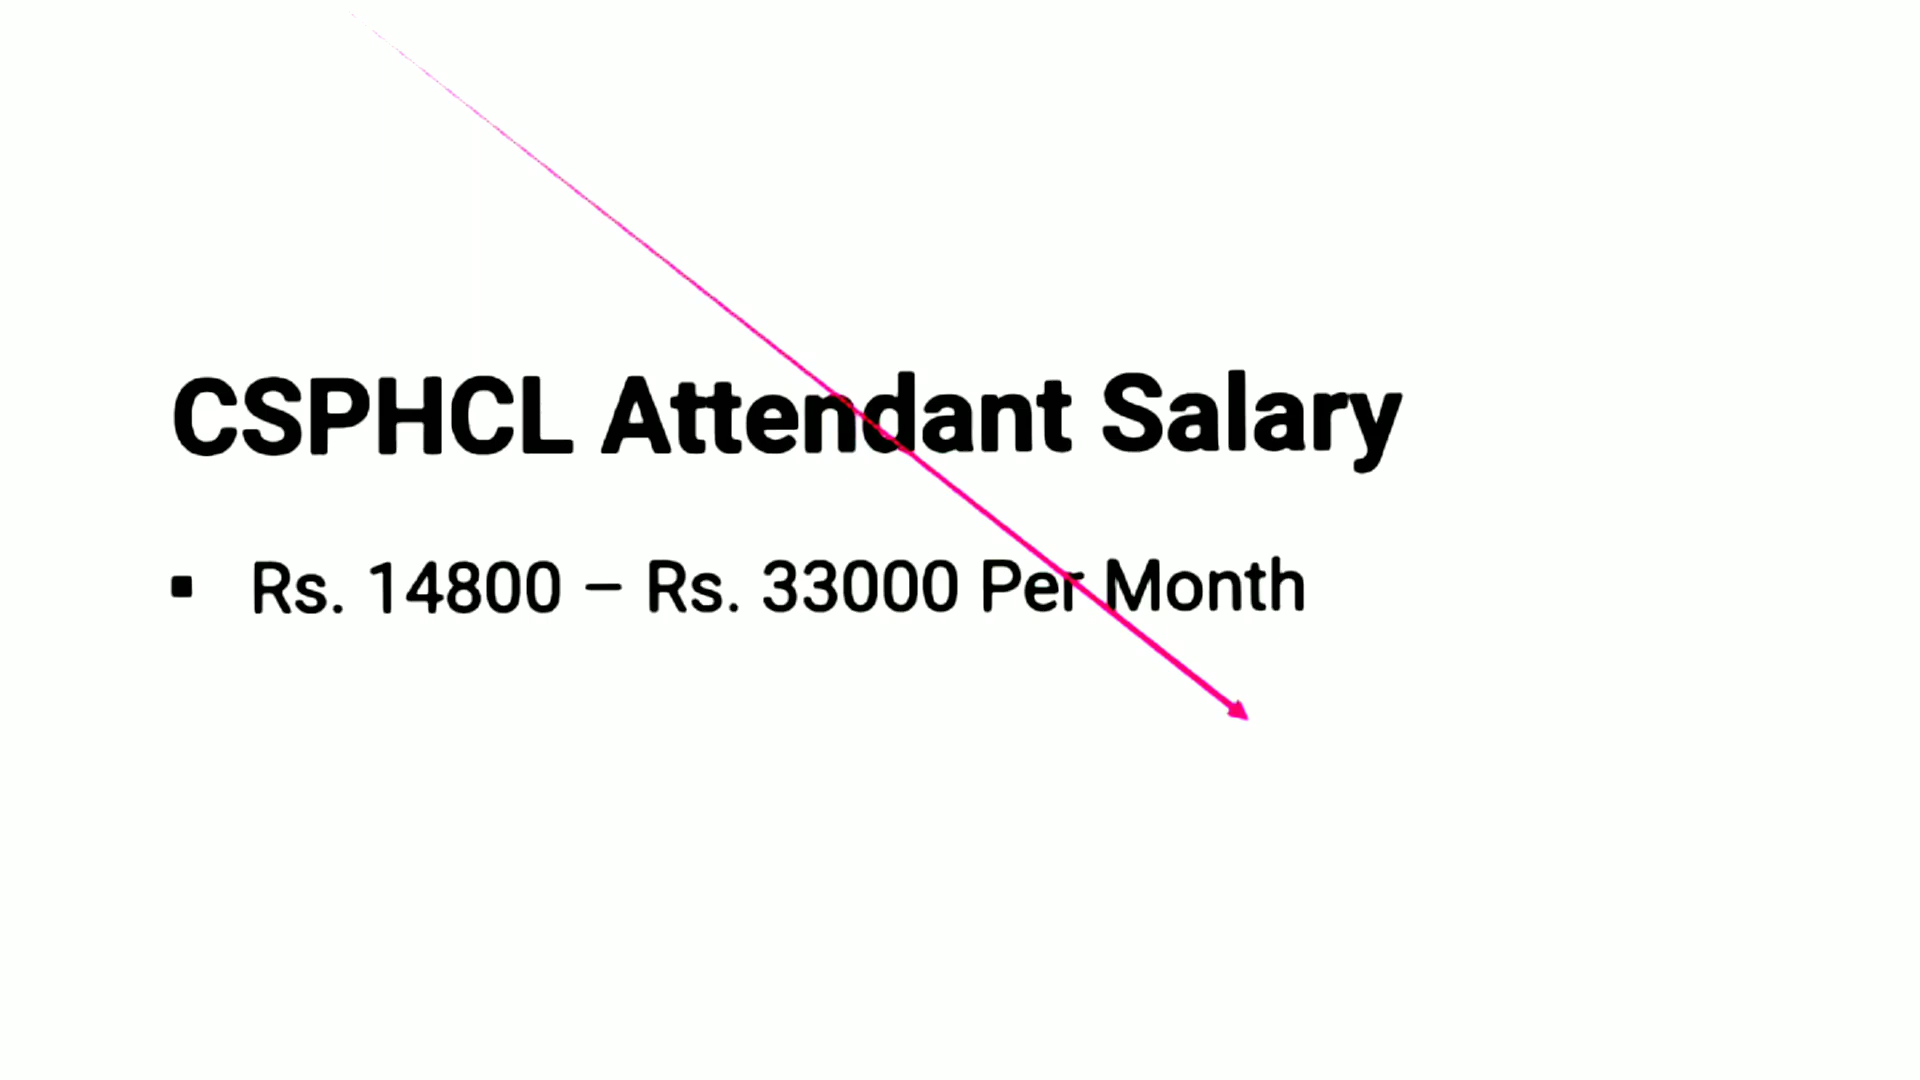 CSPHCL Attendant Salary
▪ Rs. 14800 – Rs. 33000 Per Month